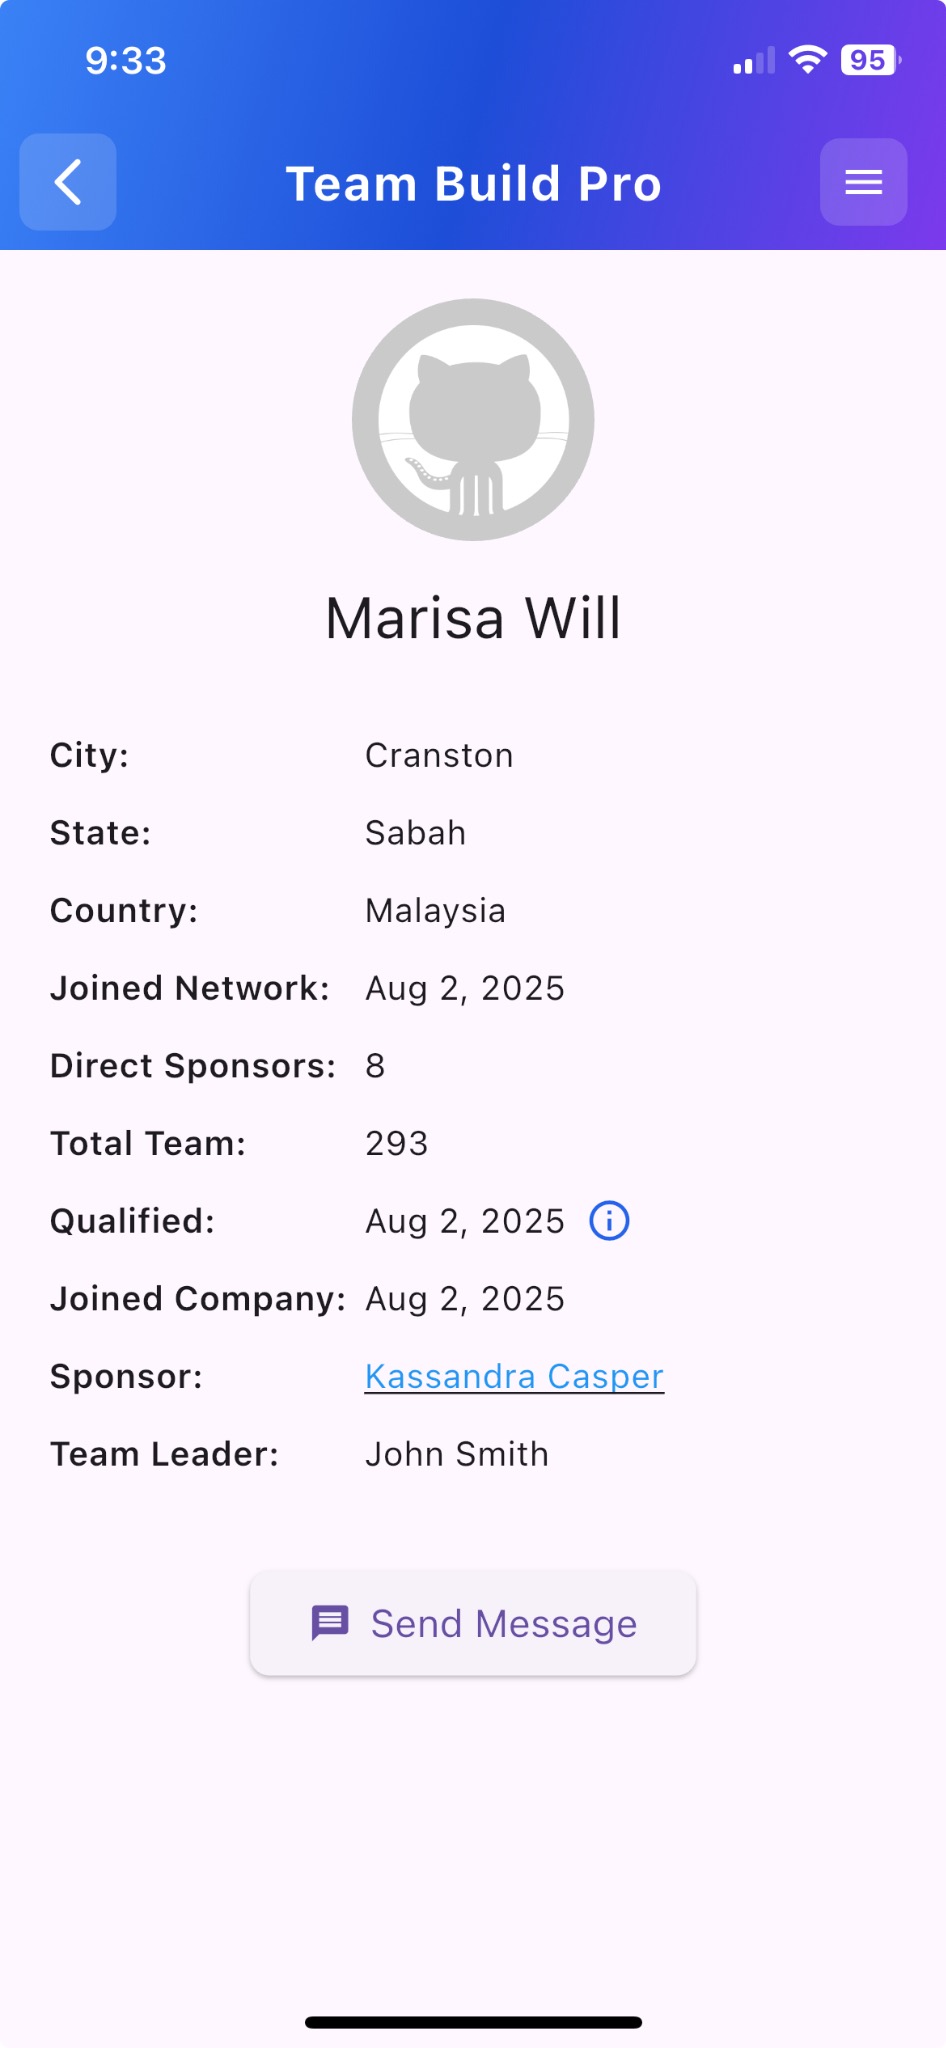 9:33
95
Team Build Pro
Marisa Will
City: Cranston
State: Sabah
Country: Malaysia
Joined Network: Aug 2, 2025
Direct Sponsors: 8
Total Team: 293
Qualified: Aug 2, 2025
Joined Company: Aug 2, 2025
Sponsor: Kassandra Casper
Team Leader: John Smith
Send Message